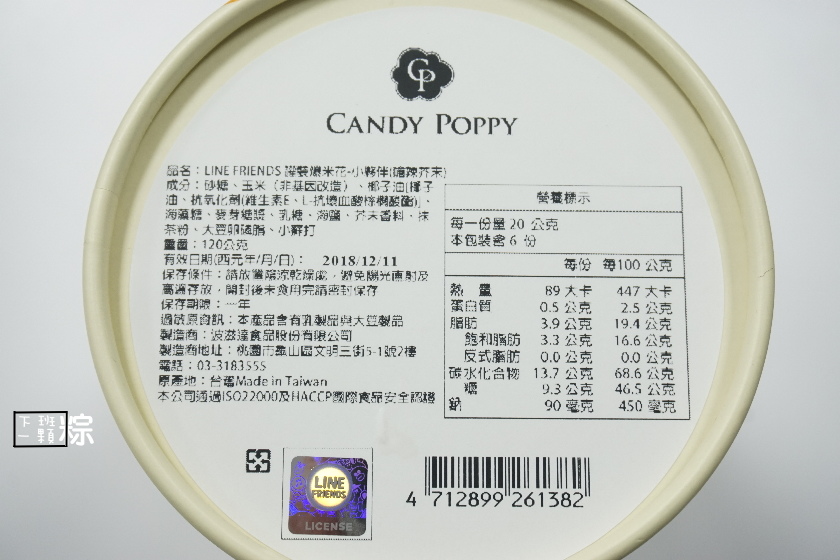 CP
CANDY POPPY
品名：LINE FRIENDS 罐裝爆米花-小夥伴(嗆辣芥末)
成分：砂糖、玉米（非基因改造）、椰子油[椰子
油、抗氧化劑(維生素E、L-抗壞血酸棕櫚酸酯)]、
海藻糖、麥芽糖漿、乳糖、海鹽、芥末香料、抹
茶粉、大豆卵磷脂、小蘇打
重量：120公克
有效日期(西元年/月/日)： 2018/12/11
保存條件：請放置陰涼乾燥處，避免陽光直射及
高溫存放，開封後未食用完請密封保存
保存期限：一年
過敏原資訊：本產品含有乳製品與大豆製品
製造商：波滋達食品股份有限公司
製造商地址：桃園市龜山區文明三街5-1號2樓
電話：03-3183555
原產地：台灣Made in Taiwan
本公司通過ISO22000及HACCP國際食品安全認證
營養標示
每一份量 20 公克
本包裝含 6 份
每份 每100 公克
熱 量 89 大卡 447 大卡
蛋白質 0.5 公克 2.5 公克
脂肪 3.9 公克 19.4 公克
飽和脂肪 3.3 公克 16.6 公克
反式脂肪 0.0 公克 0.0 公克
碳水化合物 13.7 公克 68.6 公克
糖 9.3 公克 46.5 公克
鈉 90 毫克 450 毫克
下一班顆粽
LINE
FRIENDS
LICENSE
4 712899 261382